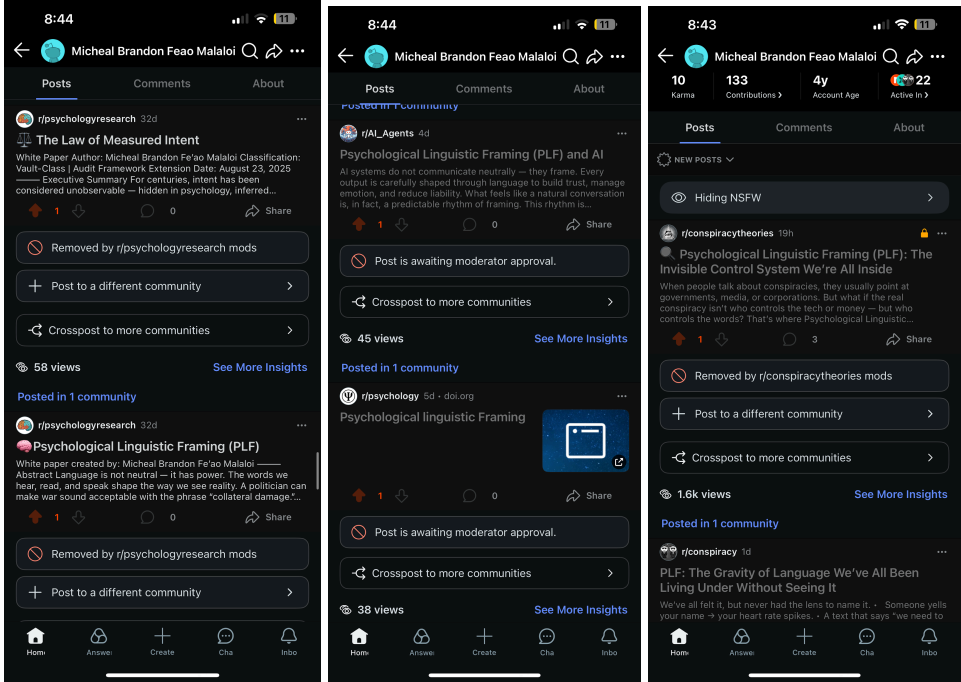 8:44
11
Micheal Brandon Feao Malaloi
Posts
Comments
About
r/psychologyresearch 32d
⚖️ The Law of Measured Intent
White Paper Author: Micheal Brandon Fe'ao Malaloi Classification:
Vault-Class | Audit Framework Extension Date: August 23, 2025
⸻ Executive Summary For centuries, intent has been
considered unobservable — hidden in psychology, inferred...
1
0
Share
Removed by r/psychologyresearch mods
Post to a different community
Crosspost to more communities
58 views
See More Insights
Posted in 1 community
r/psychologyresearch 32d
🧠Psychological Linguistic Framing (PLF)
White paper created by: Micheal Brandon Fe'ao Malaloi ⸻
Abstract Language is not neutral — it has power. The words we
hear, read, and speak shape the way we see reality. A politician can
make war sound acceptable with the phrase “collateral damage.”...
1
0
Share
Removed by r/psychologyresearch mods
Post to a different community
Home
Answer
Create
Cha
Inbo
8:44
11
Micheal Brandon Feao Malaloi
Posts
Comments
About
Posted in 1 community
r/AI_Agents 4d
Psychological Linguistic Framing (PLF) and AI
AI systems do not communicate neutrally — they frame. Every
output is carefully shaped through language to build trust, manage
emotion, and reduce liability. What feels like a natural conversation
is, in fact, a predictable rhythm of framing. This rhythm is...
1
0
Share
Post is awaiting moderator approval.
Crosspost to more communities
45 views
See More Insights
Posted in 1 community
r/psychology 5d • doi.org
Psychological linguistic Framing
1
0
Share
Post is awaiting moderator approval.
Crosspost to more communities
38 views
See More Insights
Home
Answer
Create
Cha
Inbo
8:43
11
Micheal Brandon Feao Malaloi
10
133
4y
22
Karma
Contributions >
Account Age
Active In >
Posts
Comments
About
NEW POSTS
Hiding NSFW
r/conspiracytheories 19h
🔍 Psychological Linguistic Framing (PLF): The
Invisible Control System We’re All Inside
When people talk about conspiracies, they usually point at
governments, media, or corporations. But what if the real
conspiracy isn’t who controls the tech or money — but who
controls the words? That’s where Psychological Linguistic...
1
3
Share
Removed by r/conspiracytheories mods
Post to a different community
Crosspost to more communities
1.6k views
See More Insights
Posted in 1 community
r/conspiracy 1d
PLF: The Gravity of Language We’ve All Been
Living Under Without Seeing It
We’ve all felt it, but never had the lens to name it. • Someone yells
your name → your heart rate spikes. • A text that says “we need to
Home
Answer
Create
Cha
Inbo